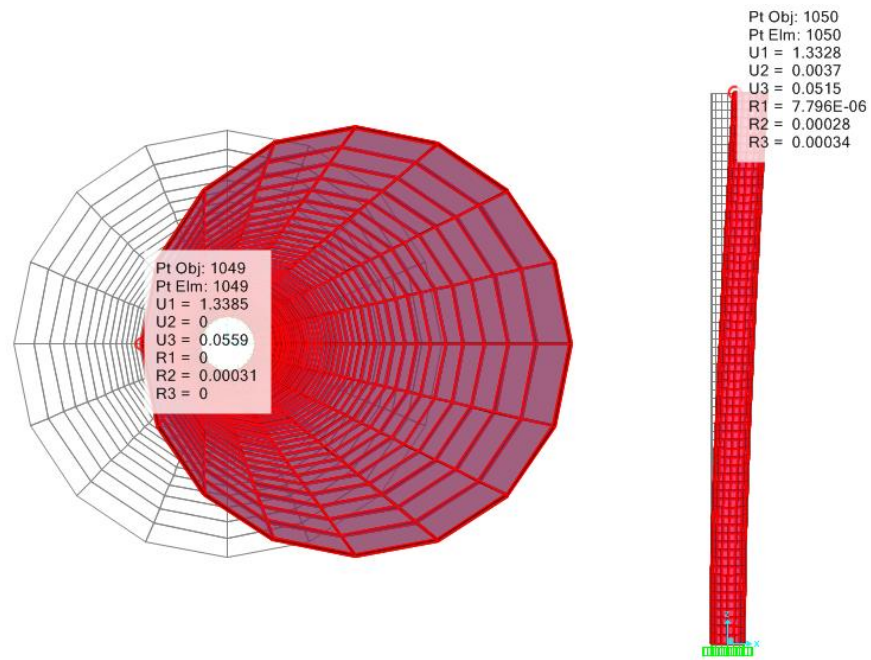 Pt Obj: 1049
Pt Elm: 1049
U1 = 1.3385
U2 = 0
U3 = 0.0559
R1 = 0
R2 = 0.00031
R3 = 0
Pt Obj: 1050
Pt Elm: 1050
U1 = 1.3328
U2 = 0.0037
U3 = 0.0515
R1 = 7.796E-06
R2 = 0.00028
R3 = 0.00034
X